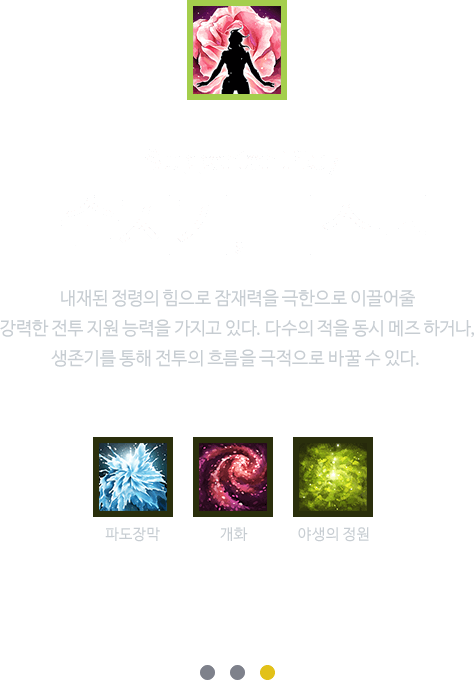 내재된 정령의 힘으로 잠재력을 극한으로 이끌어줄
강력한 전투 지원 능력을 가지고 있다. 다수의 적을 동시 메즈 하거나,
생존기를 통해 전투의 흐름을 극적으로 바꿀 수 있다.
파도장막
개화
야생의 정원